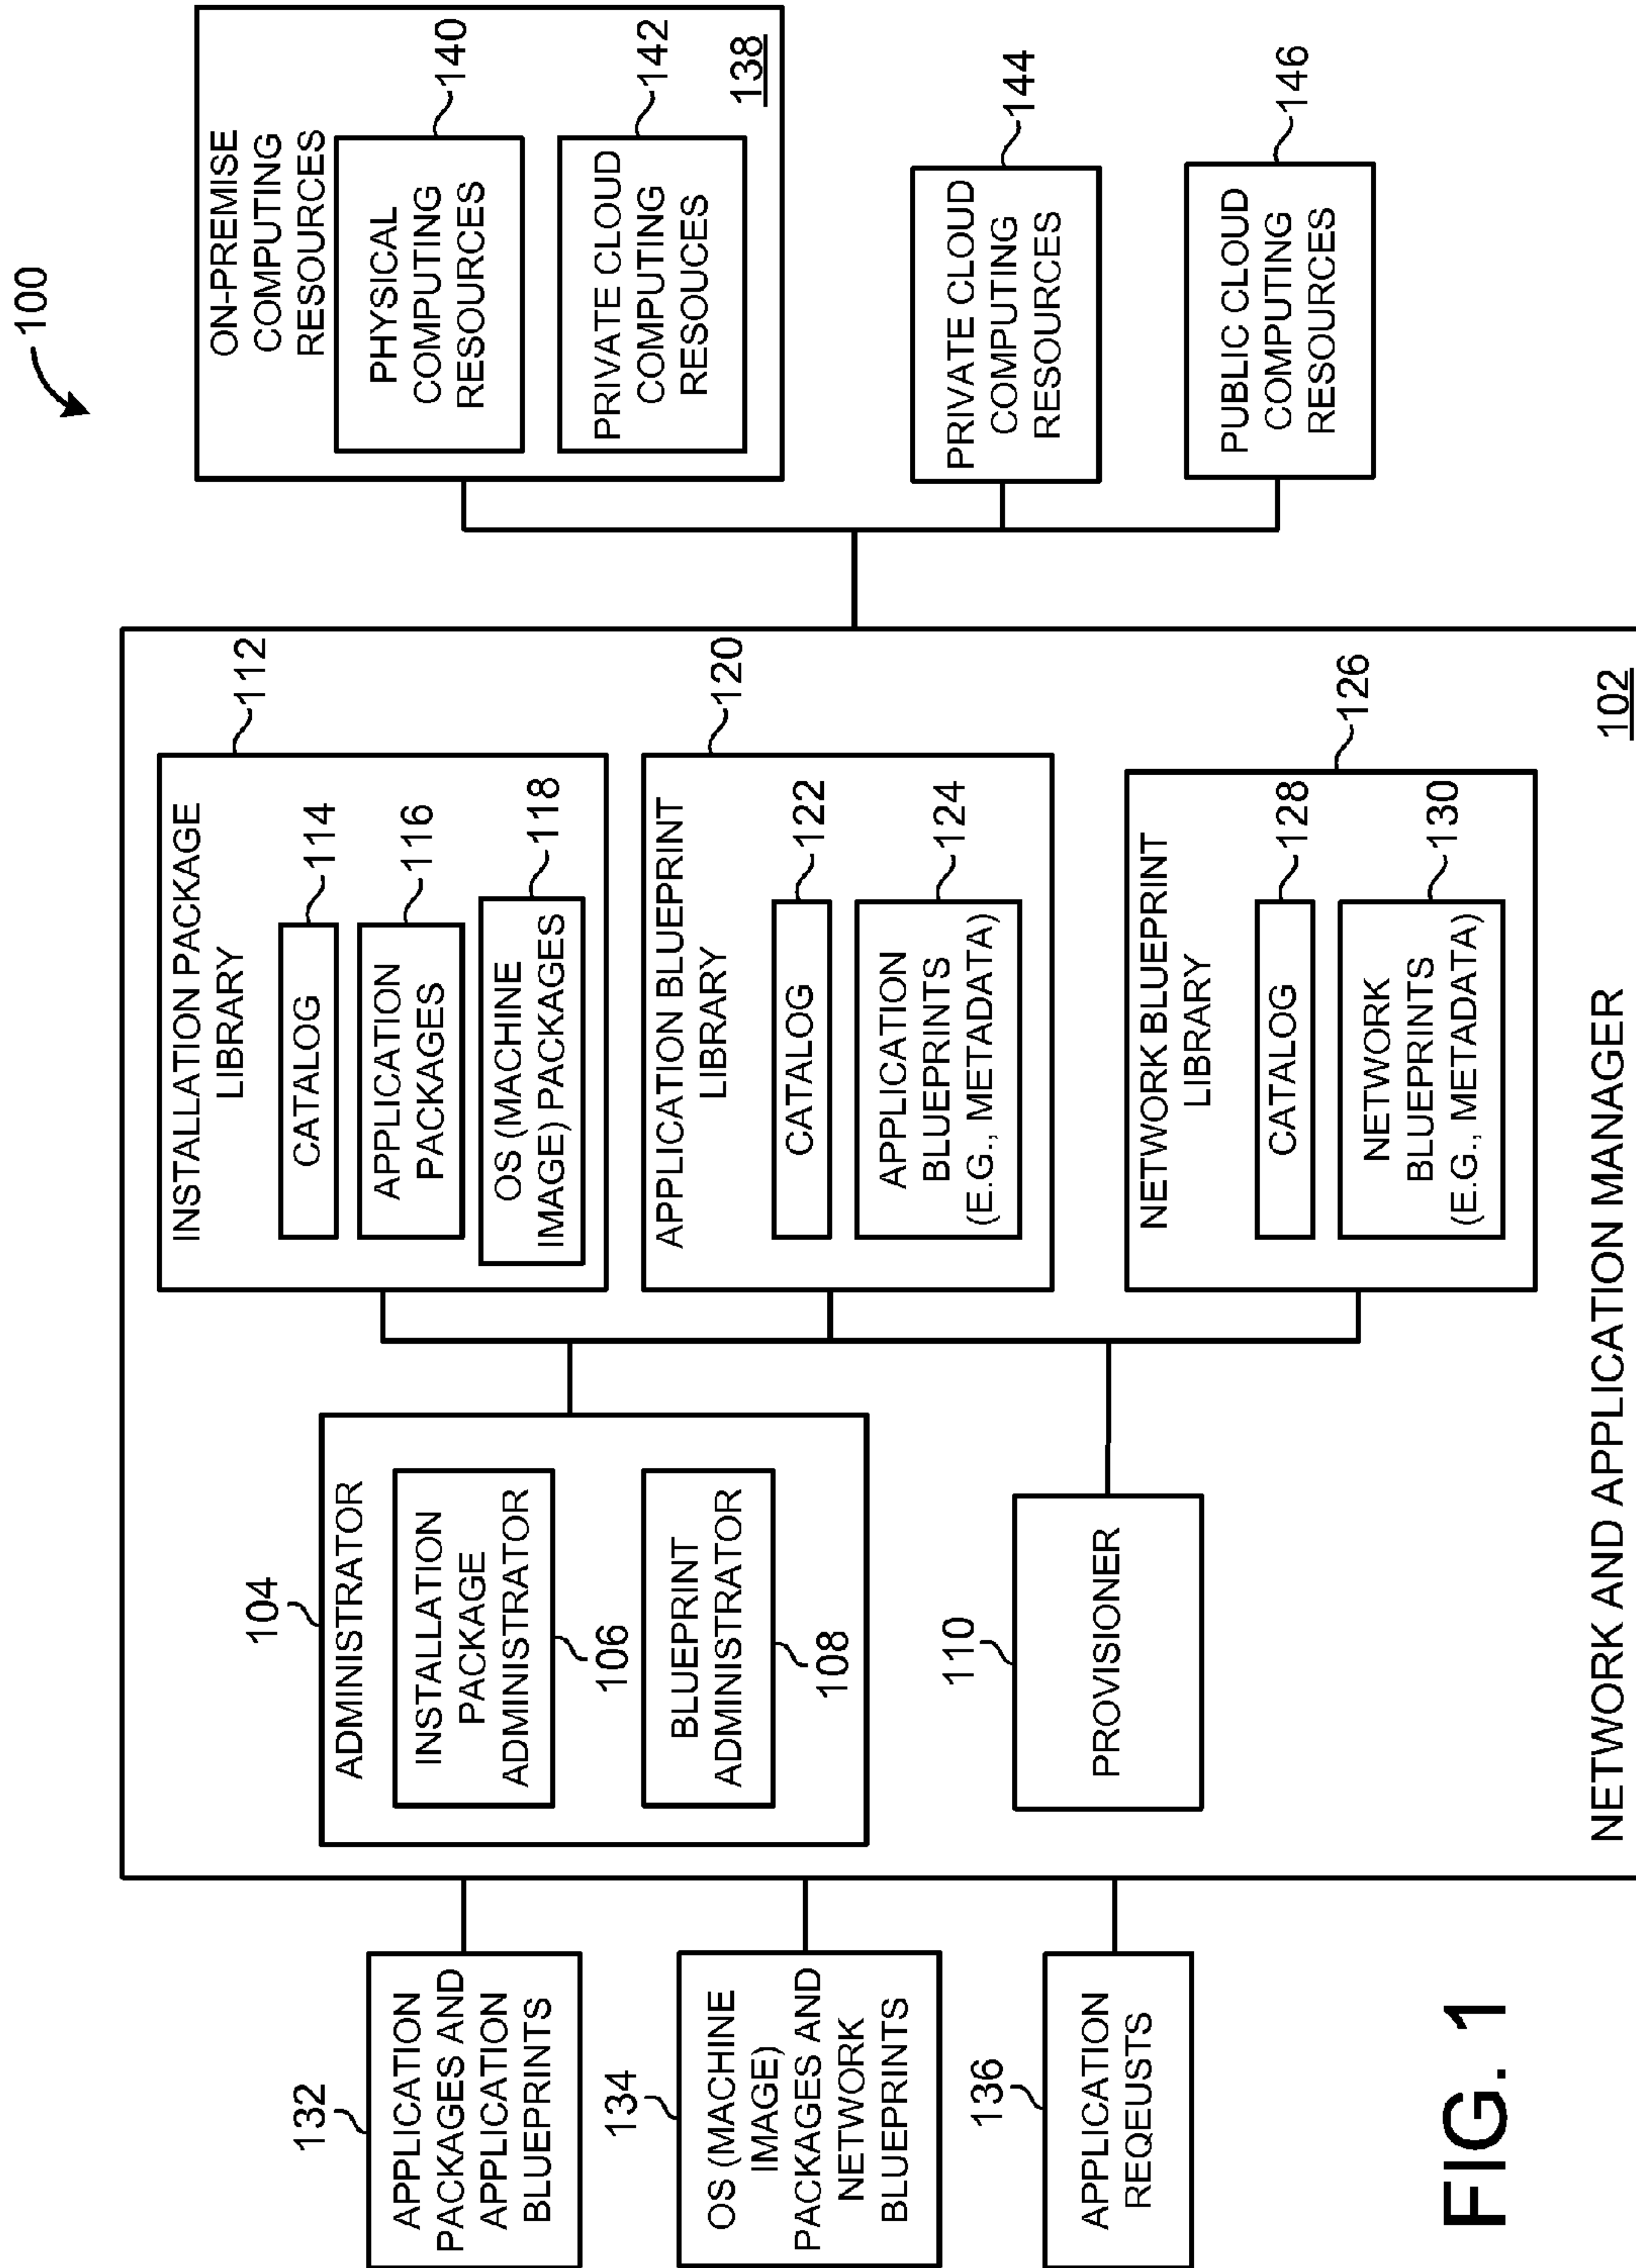 100
132
APPLICATION
PACKAGES AND
APPLICATION
BLUEPRINTS
134
OS (MACHINE
IMAGE)
PACKAGES AND
NETWORK
BLUEPRINTS
136
APPLICATION
REQEUSTS
104
ADMINISTRATOR
INSTALLATION
PACKAGE
ADMINISTRATOR
106
BLUEPRINT
ADMINISTRATOR
108
110
PROVISIONER
INSTALLATION PACKAGE
LIBRARY
112
CATALOG
114
APPLICATION
PACKAGES
116
OS (MACHINE
IMAGE) PACKAGES
118
APPLICATION BLUEPRINT
LIBRARY
120
CATALOG
122
APPLICATION
BLUEPRINTS
(E.G., METADATA)
124
NETWORK BLUEPRINT
LIBRARY
126
CATALOG
128
NETWORK
BLUEPRINTS
(E.G., METADATA)
130
NETWORK AND APPLICATION MANAGER
102
ON-PREMISE
COMPUTING
RESOURCES
PHYSICAL
COMPUTING
RESOURCES
140
PRIVATE CLOUD
COMPUTING
RESOUCES
142
138
PRIVATE CLOUD
COMPUTING
RESOURCES
144
PUBLIC CLOUD
COMPUTING
RESOURCES
146
FIG. 1